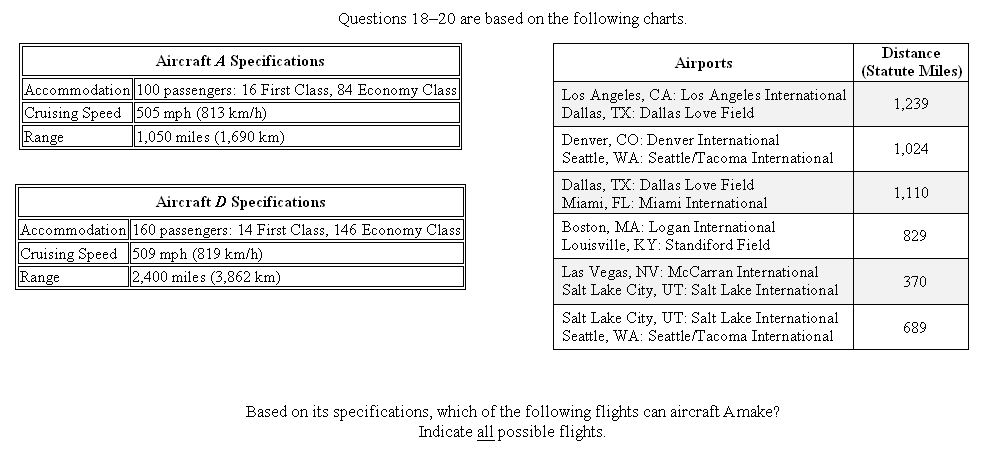 Questions 18–20 are based on the following charts.
Aircraft A Specifications
Accommodation 100 passengers: 16 First Class, 84 Economy Class
Cruising Speed 505 mph (813 km/h)
Range 1,050 miles (1,690 km)
Aircraft D Specifications
Accommodation 160 passengers: 14 First Class, 146 Economy Class
Cruising Speed 509 mph (819 km/h)
Range 2,400 miles (3,862 km)
Airports Distance
(Statute Miles)
Los Angeles, CA: Los Angeles International
Dallas, TX: Dallas Love Field
1,239
Denver, CO: Denver International
Seattle, WA: Seattle/Tacoma International
1,024
Dallas, TX: Dallas Love Field
Miami, FL: Miami International
1,110
Boston, MA: Logan International
Louisville, KY: Standiford Field
829
Las Vegas, NV: McCarran International
Salt Lake City, UT: Salt Lake International
370
Salt Lake City, UT: Salt Lake International
Seattle, WA: Seattle/Tacoma International
689
Based on its specifications, which of the following flights can aircraft A make?
Indicate all possible flights.